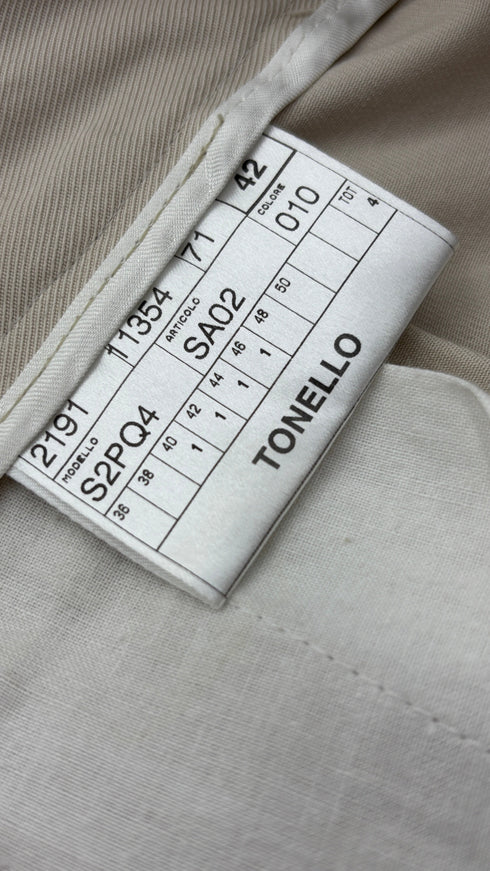 2191 11354 71 42
MODELLO ARTICOLO COLORE
S2PQ4 SA02 010
36 38 40 42 44 46 48 50 TOT
1 1 1 1 4
TONELLO